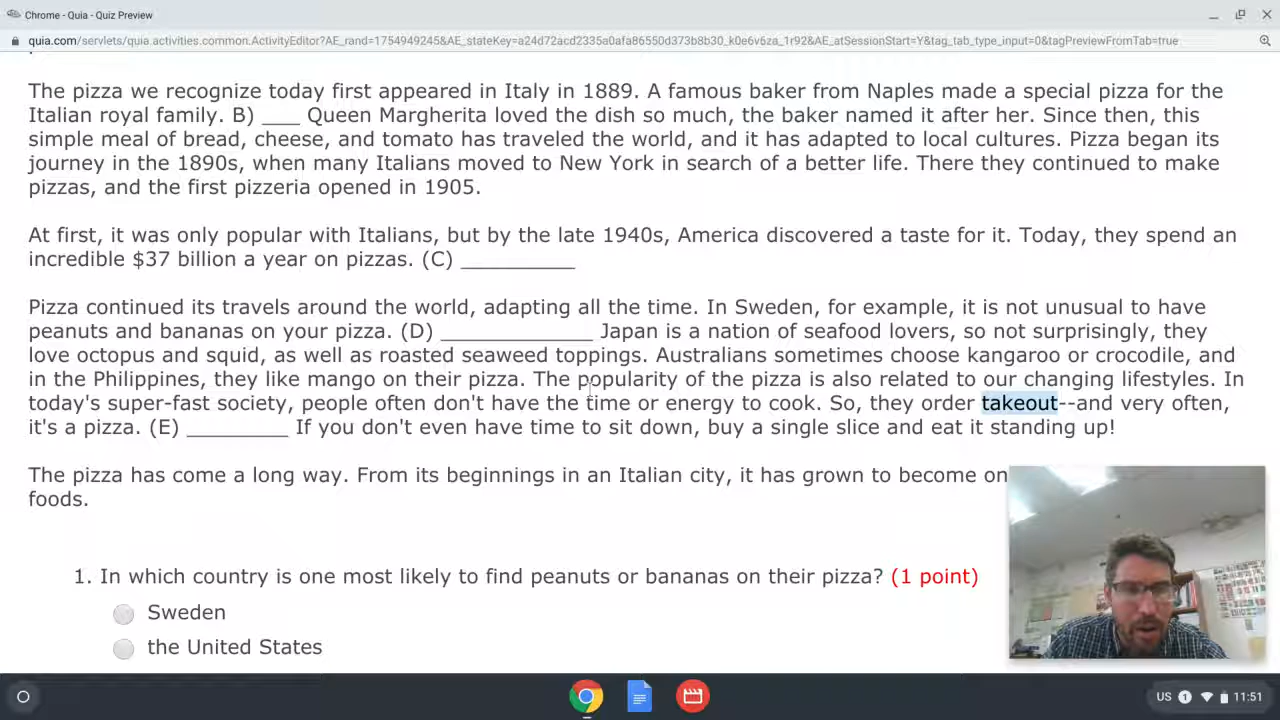 Chrome - Quia - Quiz Preview
quia.com/servlets/quia.activities.common.ActivityEditor?AE_rand=1754949245&AE_stateKey=a24d72acd2335a0afa86550d373b8b30_k0e6v6za_1r92&AE_atSessionStart=Y&tag_tab_type_input=0&tagPreviewFromTab=true
The pizza we recognize today first appeared in Italy in 1889. A famous baker from Naples made a special pizza for the
Italian royal family. B) ___ Queen Margherita loved the dish so much, the baker named it after her. Since then, this
simple meal of bread, cheese, and tomato has traveled the world, and it has adapted to local cultures. Pizza began its
journey in the 1890s, when many Italians moved to New York in search of a better life. There they continued to make
pizzas, and the first pizzeria opened in 1905.
At first, it was only popular with Italians, but by the late 1940s, America discovered a taste for it. Today, they spend an
incredible $37 billion a year on pizzas. (C) __________
Pizza continued its travels around the world, adapting all the time. In Sweden, for example, it is not unusual to have
peanuts and bananas on your pizza. (D) _____________ Japan is a nation of seafood lovers, so not surprisingly, they
love octopus and squid, as well as roasted seaweed toppings. Australians sometimes choose kangaroo or crocodile, and
in the Philippines, they like mango on their pizza. The popularity of the pizza is also related to our changing lifestyles. In
today's super-fast society, people often don't have the time or energy to cook. So, they order takeout--and very often,
it's a pizza. (E) _________ If you don't even have time to sit down, buy a single slice and eat it standing up!
The pizza has come a long way. From its beginnings in an Italian city, it has grown to become on
foods.
1. In which country is one most likely to find peanuts or bananas on their pizza? (1 point)
Sweden
the United States
US 1 11:51